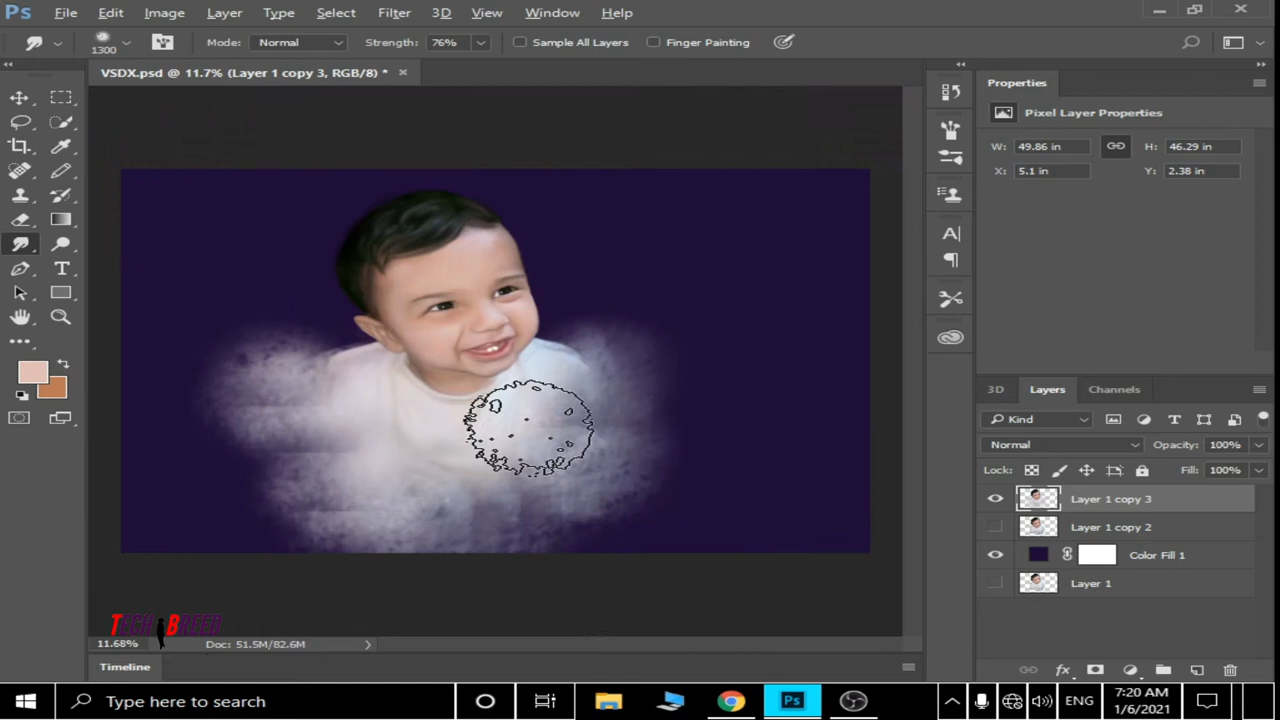 Ps File Edit Image Layer Type Select Filter 3D View Window Help
1300 Mode: Normal Strength: 76% Sample All Layers Finger Painting
VSDX.psd @ 11.7% (Layer 1 copy 3, RGB/8) *
Properties
Pixel Layer Properties
W: 49.86 in H: 46.29 in
X: 5.1 in Y: 2.38 in
3D Layers Channels
Kind
Normal Opacity: 100%
Lock: Fill: 100%
Layer 1 copy 3
Layer 1 copy 2
Color Fill 1
Layer 1
TECH BREED
11.68% Doc: 51.5M/82.6M
Timeline
Type here to search
Ps
ENG
7:20 AM
1/6/2021